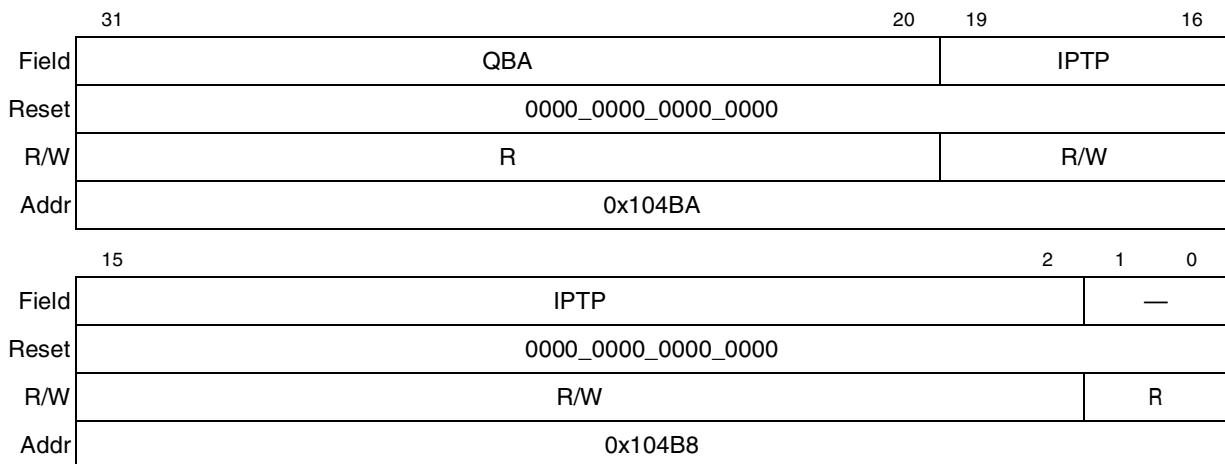 31 20 19 16
Field QBA IPTP
Reset 0000_0000_0000_0000
R/W R R/W
Addr 0x104BA
15 2 1 0
Field IPTP —
Reset 0000_0000_0000_0000
R/W R/W R
Addr 0x104B8